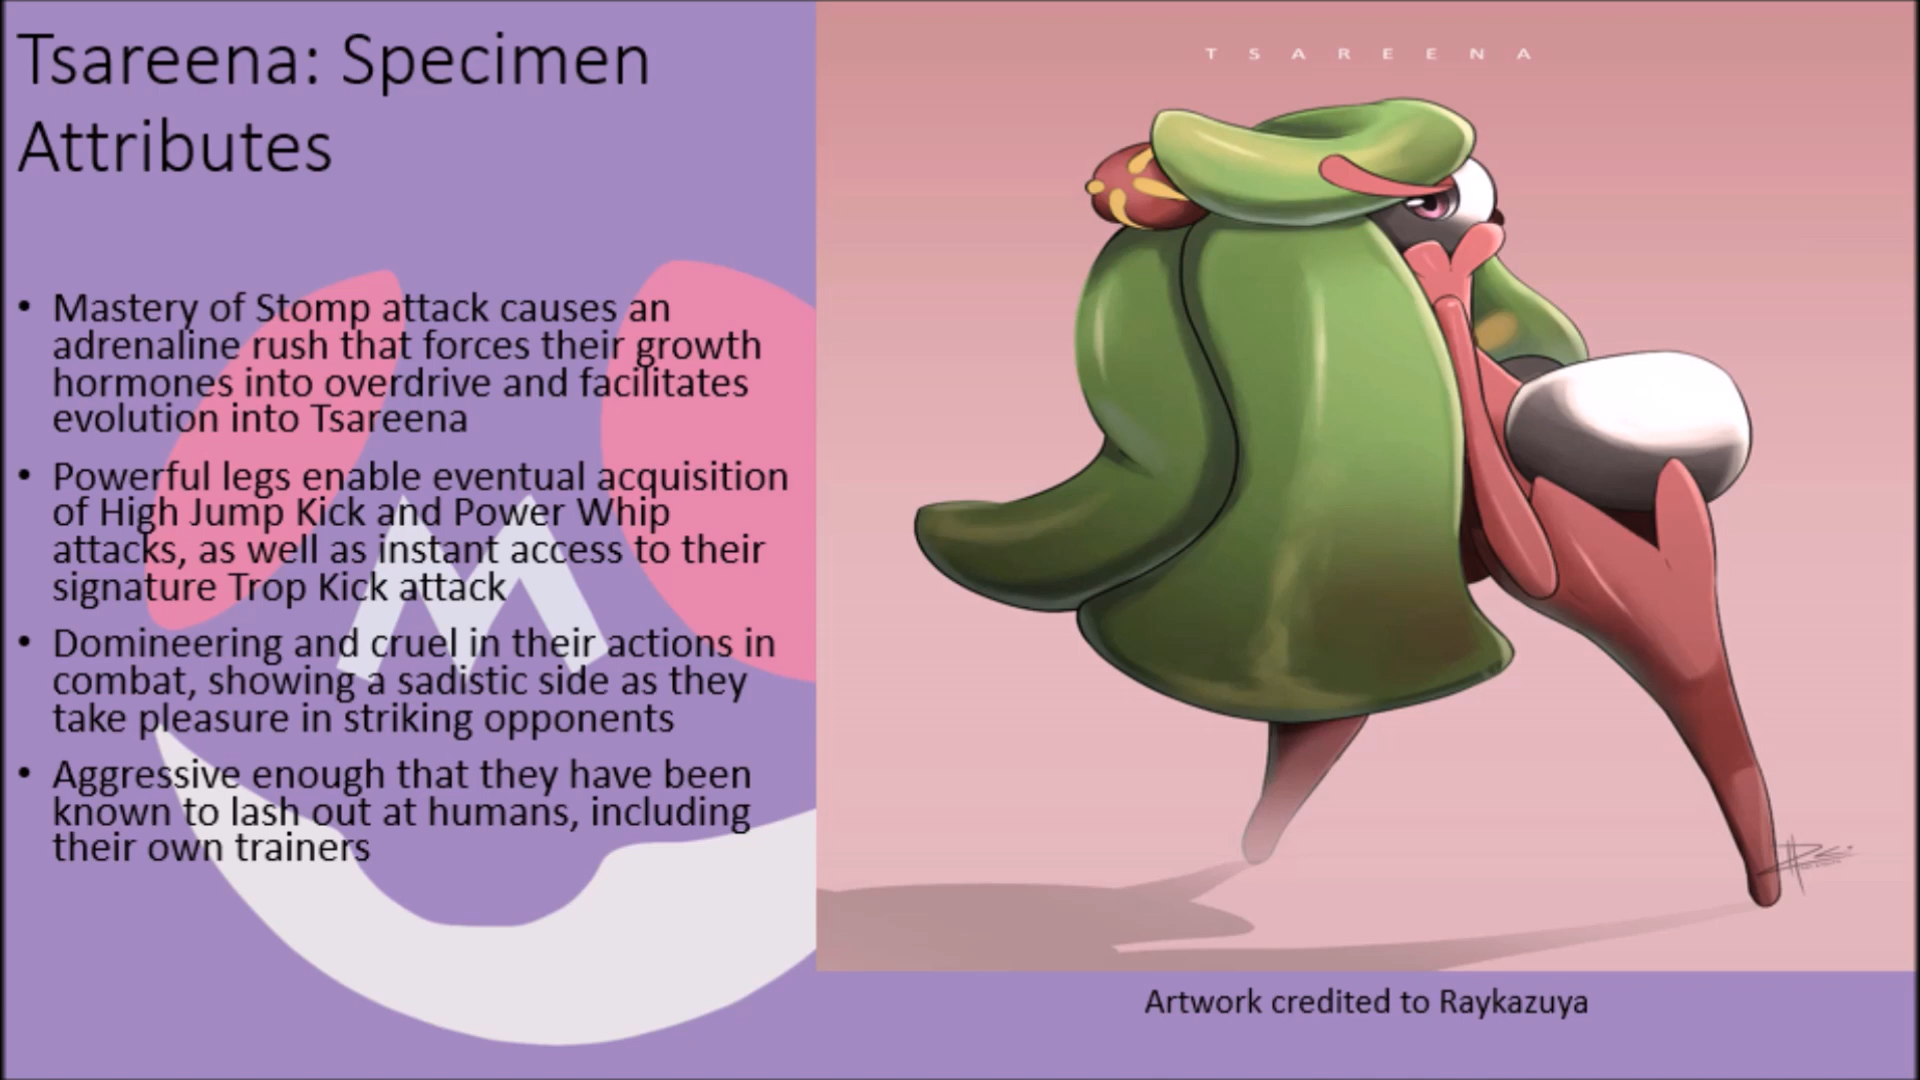 Tsareena: Specimen
Attributes
• Mastery of Stomp attack causes an
adrenaline rush that forces their growth
hormones into overdrive and facilitates
evolution into Tsareena
• Powerful legs enable eventual acquisition
of High Jump Kick and Power Whip
attacks, as well as instant access to their
signature Trop Kick attack
• Domineering and cruel in their actions in
combat, showing a sadistic side as they
take pleasure in striking opponents
• Aggressive enough that they have been
known to lash out at humans, including
their own trainers
M
TSAREENA
Artwork credited to Raykazuya